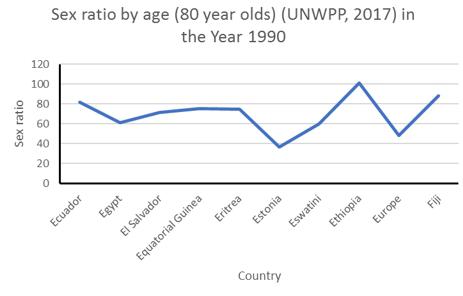 Sex ratio by age (80 year olds) (UNWPP, 2017) in
the Year 1990
120
100
80
60
40
20
0
Sex ratio
Ecuador
Egypt
El Salvador
Equatorial Guinea
Eritrea
Estonia
Eswatini
Ethiopia
Europe
Fiji
Country